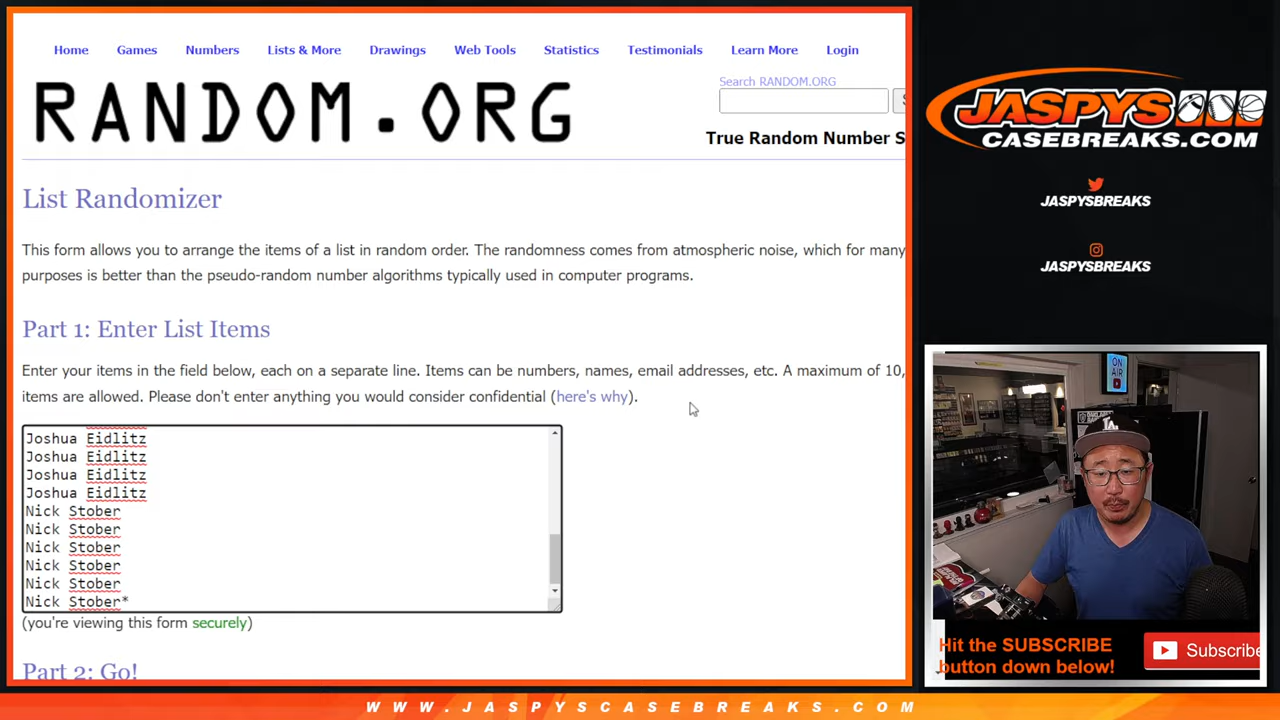 Home Games Numbers Lists & More Drawings Web Tools Statistics Testimonials Learn More Login
RANDOM.ORG
Search RANDOM.ORG
True Random Number S
List Randomizer
This form allows you to arrange the items of a list in random order. The randomness comes from atmospheric noise, which for many
purposes is better than the pseudo-random number algorithms typically used in computer programs.
Part 1: Enter List Items
Enter your items in the field below, each on a separate line. Items can be numbers, names, email addresses, etc. A maximum of 10,
items are allowed. Please don't enter anything you would consider confidential (here's why).
Joshua Eidlitz
Joshua Eidlitz
Joshua Eidlitz
Joshua Eidlitz
Nick Stober
Nick Stober
Nick Stober
Nick Stober
Nick Stober
Nick Stober*
(you're viewing this form securely)
Part 2: Go!
JASPYS
CASEBREAKS.COM
JASPYSBREAKS
JASPYSBREAKS
ON
AIR
LA
Hit the SUBSCRIBE
button down below!
Subscribe
WWW.JASPYSCASEBREAKS.COM